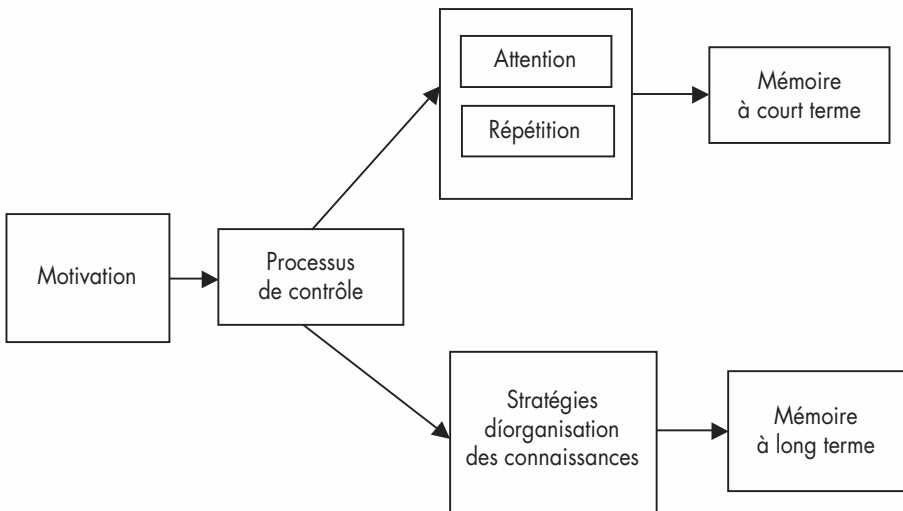 Attention
Répétition
Mémoire
à court terme
Motivation
Processus
de contrôle
Stratégies
díorganisation
des connaissances
Mémoire
à long terme